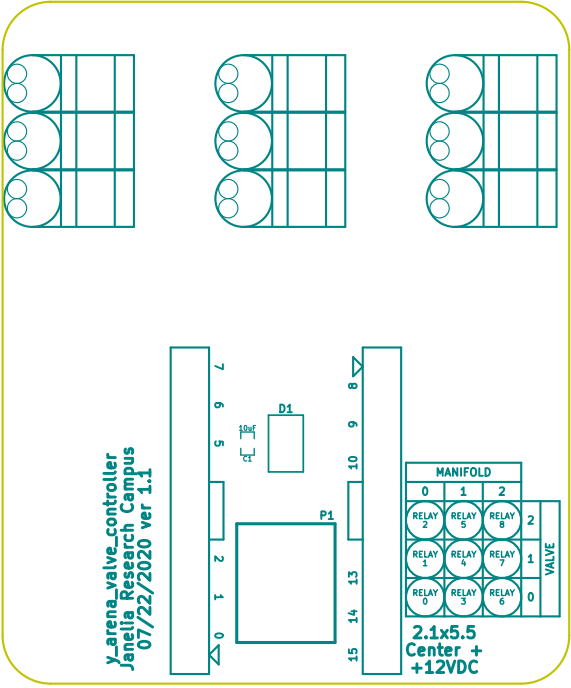 7
6
5
2
1
0
8
9
10
13
14
15
D1
10uF
C1
P1
y_arena_valve_controller
Janelia Research Campus
07/22/2020 ver 1.1
MANIFOLD
0 1 2
RELAY 2
RELAY 5
RELAY 8
2
RELAY 1
RELAY 4
RELAY 7
1
RELAY 0
RELAY 3
RELAY 6
0
VALVE
2.1x5.5
Center +
+12VDC